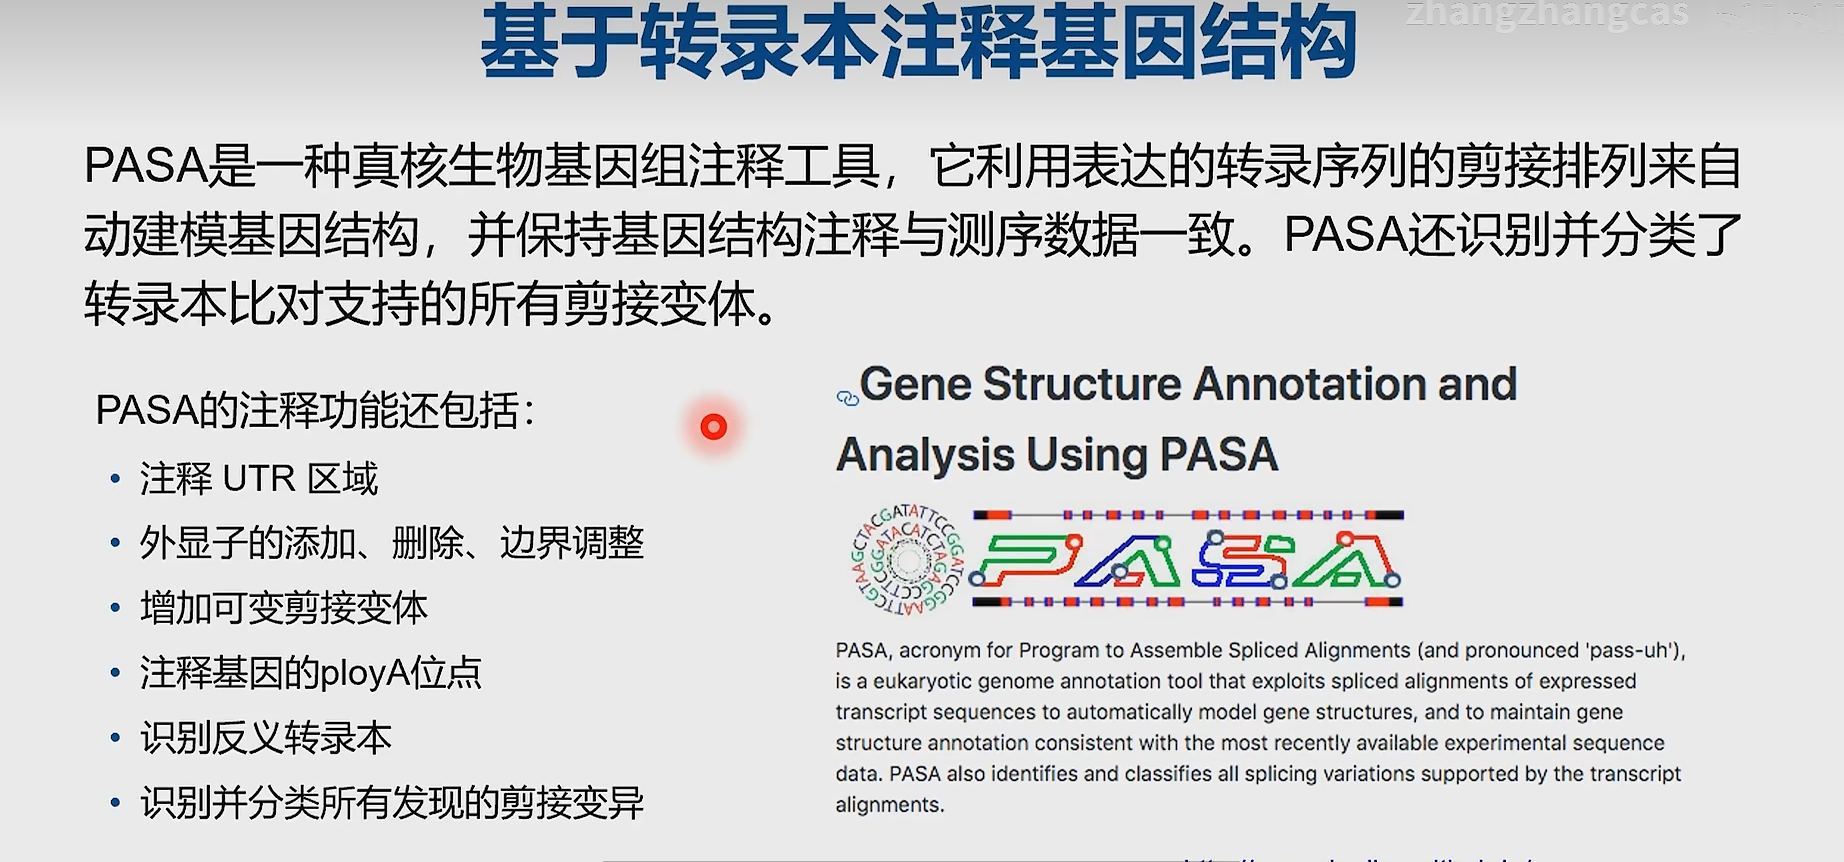 zhangzhangcas
基于转录本注释基因结构
PASA是一种真核生物基因组注释工具，它利用表达的转录序列的剪接排列来自
动建模基因结构，并保持基因结构注释与测序数据一致。PASA还识别并分类了
转录本比对支持的所有剪接变体。
PASA的注释功能还包括：
• 注释 UTR 区域
• 外显子的添加、删除、边界调整
• 增加可变剪接变体
• 注释基因的ployA位点
• 识别反义转录本
• 识别并分类所有发现的剪接变异
Gene Structure Annotation and
Analysis Using PASA
PASA
PASA, acronym for Program to Assemble Spliced Alignments (and pronounced 'pass-uh'),
is a eukaryotic genome annotation tool that exploits spliced alignments of expressed
transcript sequences to automatically model gene structures, and to maintain gene
structure annotation consistent with the most recently available experimental sequence
data. PASA also identifies and classifies all splicing variations supported by the transcript
alignments.